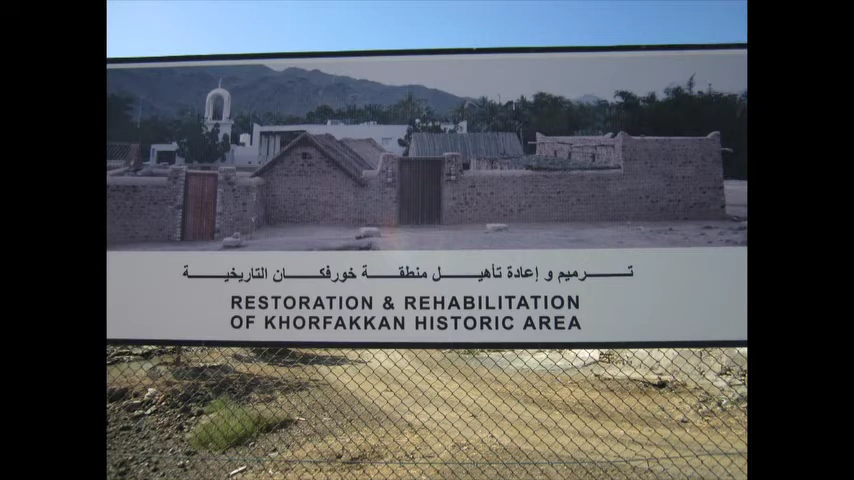 ترميم و إعادة تأهيل منطقة خورفكان التاريخية
RESTORATION & REHABILITATION
OF KHORFAKKAN HISTORIC AREA